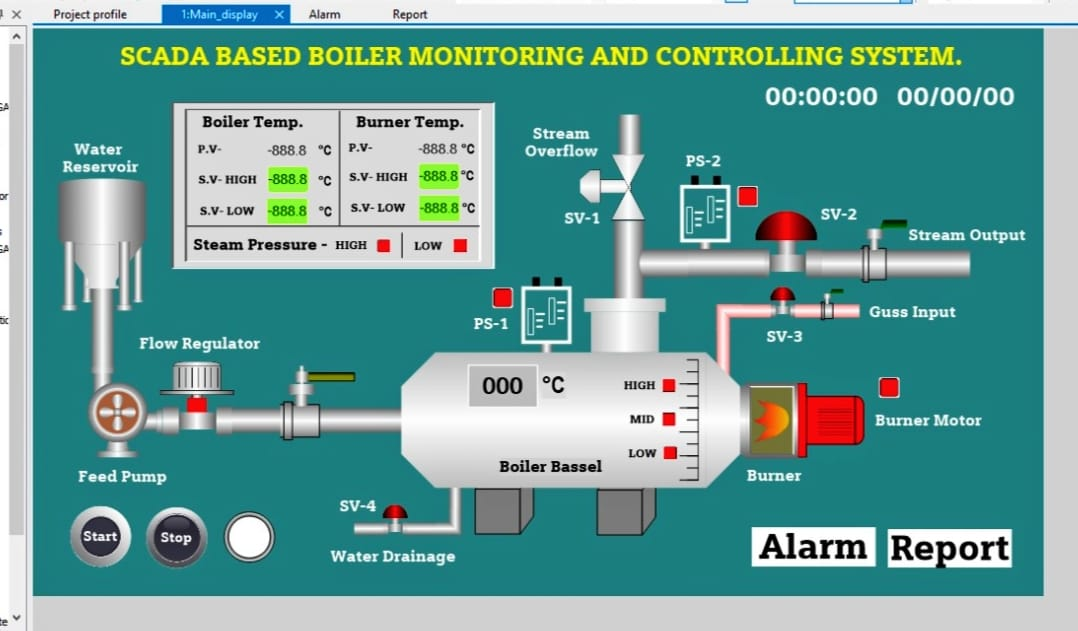 Project profile
1:Main_display
Alarm
Report
SCADA BASED BOILER MONITORING AND CONTROLLING SYSTEM.
00:00:00 00/00/00
Boiler Temp.
Burner Temp.
P.V- -888.8 °C
P.V- -888.8 °C
S.V- HIGH -888.8 °C
S.V- HIGH -888.8 °C
S.V- LOW -888.8 °C
S.V- LOW -888.8 °C
Steam Pressure - HIGH
LOW
Water
Reservoir
Stream
Overflow
SV-1
PS-2
SV-2
Stream Output
PS-1
Guss Input
SV-3
Flow Regulator
000 °C
HIGH
MID
LOW
Boiler Bassel
Burner Motor
Burner
Feed Pump
SV-4
Water Drainage
Start
Stop
Alarm
Report